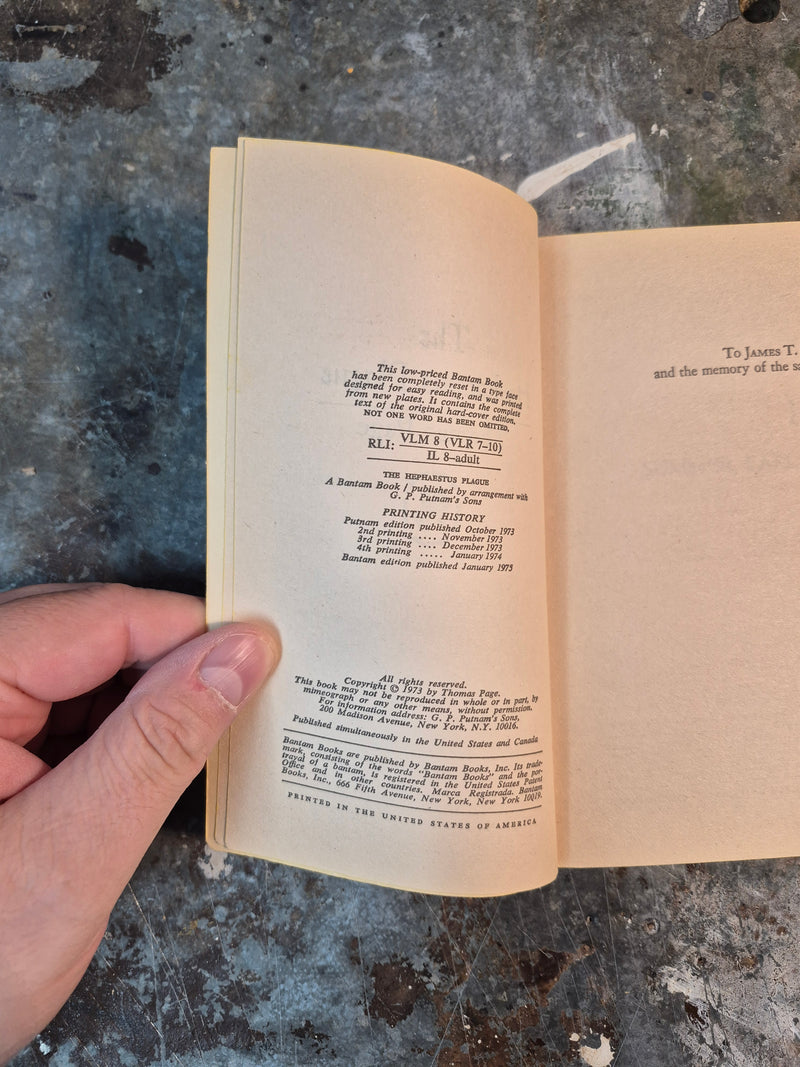 This low-priced Bantam Book
has been completely reset in a type face
designed for easy reading, and was printed
from new plates. It contains the complete
text of the original hard-cover edition.
NOT ONE WORD HAS BEEN OMITTED.
RLI: VLM 8 (VLR 7–10)
IL 8–adult
THE HEPHAESTUS PLAGUE
A Bantam Book / published by arrangement with
G. P. Putnam's Sons
PRINTING HISTORY
Putnam edition published October 1973
2nd printing .... November 1973
3rd printing .... December 1973
4th printing ..... January 1974
Bantam edition published January 1975
All rights reserved.
Copyright © 1973 by Thomas Page.
This book may not be reproduced in whole or in part, by
mimeograph or any other means, without permission.
For information address: G. P. Putnam's Sons,
200 Madison Avenue, New York, N.Y. 10016.
Published simultaneously in the United States and Canada
Bantam Books are published by Bantam Books, Inc. Its trade-
mark, consisting of the words "Bantam Books" and the por-
trayal of a bantam, is registered in the United States Patent
Office and in other countries. Marca Registrada. Bantam
Books, Inc., 666 Fifth Avenue, New York, New York 10019.
PRINTED IN THE UNITED STATES OF AMERICA
To JAMES T.
and the memory of the